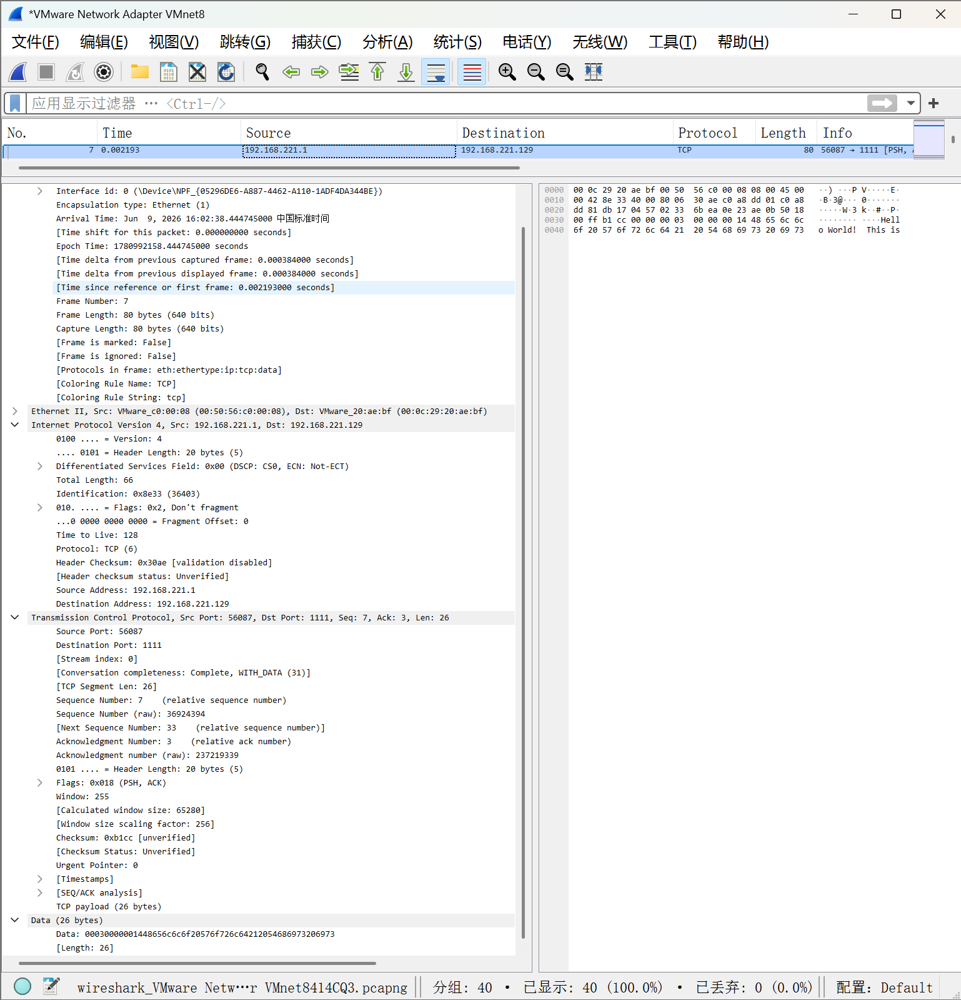 *VMware Network Adapter VMnet8
文件(F) 编辑(E) 视图(V) 跳转(G) 捕获(C) 分析(A) 统计(S) 电话(Y) 无线(W) 工具(T) 帮助(H)
应用显示过滤器 … <Ctrl-/>
No. Time Source Destination Protocol Length Info
7 0.002193 192.168.221.1 192.168.221.129 TCP 80 56087 → 1111 [PSH,
Interface id: 0 (\Device\NPF_{05296DE6-A887-4462-A110-1ADF4DA344BE})
Encapsulation type: Ethernet (1)
Arrival Time: Jun  9, 2026 16:02:38.444745000 中国标准时间
[Time shift for this packet: 0.000000000 seconds]
Epoch Time: 1780992158.444745000 seconds
[Time delta from previous captured frame: 0.000384000 seconds]
[Time delta from previous displayed frame: 0.000384000 seconds]
[Time since reference or first frame: 0.002193000 seconds]
Frame Number: 7
Frame Length: 80 bytes (640 bits)
Capture Length: 80 bytes (640 bits)
[Frame is marked: False]
[Frame is ignored: False]
[Protocols in frame: eth:ethertype:ip:tcp:data]
[Coloring Rule Name: TCP]
[Coloring Rule String: tcp]
Ethernet II, Src: VMware_c0:00:08 (00:50:56:c0:00:08), Dst: VMware_20:ae:bf (00:0c:29:20:ae:bf)
Internet Protocol Version 4, Src: 192.168.221.1, Dst: 192.168.221.129
0100 .... = Version: 4
.... 0101 = Header Length: 20 bytes (5)
Differentiated Services Field: 0x00 (DSCP: CS0, ECN: Not-ECT)
Total Length: 66
Identification: 0x8e33 (36403)
010. .... = Flags: 0x2, Don't fragment
...0 0000 0000 0000 = Fragment Offset: 0
Time to Live: 128
Protocol: TCP (6)
Header Checksum: 0x30ae [validation disabled]
[Header checksum status: Unverified]
Source Address: 192.168.221.1
Destination Address: 192.168.221.129
Transmission Control Protocol, Src Port: 56087, Dst Port: 1111, Seq: 7, Ack: 3, Len: 26
Source Port: 56087
Destination Port: 1111
[Stream index: 0]
[Conversation completeness: Complete, WITH_DATA (31)]
[TCP Segment Len: 26]
Sequence Number: 7    (relative sequence number)
Sequence Number (raw): 36924394
[Next Sequence Number: 33    (relative sequence number)]
Acknowledgment Number: 3    (relative ack number)
Acknowledgment number (raw): 237219339
0101 .... = Header Length: 20 bytes (5)
Flags: 0x018 (PSH, ACK)
Window: 255
[Calculated window size: 65280]
[Window size scaling factor: 256]
Checksum: 0xb1cc [unverified]
[Checksum Status: Unverified]
Urgent Pointer: 0
[Timestamps]
[SEQ/ACK analysis]
TCP payload (26 bytes)
Data (26 bytes)
Data: 00030000001448656c6c6f20576f726c64212054686973206973
[Length: 26]
0000 00 0c 29 20 ae bf 00 50 56 c0 00 08 08 00 45 00 ··) ···P V·····E·
0010 00 42 8e 33 40 00 80 06 30 ae c0 a8 dd 01 c0 a8 ·B·3@··· 0·······
0020 dd 81 db 17 04 57 02 33 6b ea 0e 23 ae 0b 50 18 ·····W·3 k··#··P·
0030 00 ff b1 cc 00 00 00 03 00 00 00 14 48 65 6c 6c ········ ····Hell
0040 6f 20 57 6f 72 6c 64 21 20 54 68 69 73 20 69 73 o World!  This is
wireshark_VMware Netw···r VMnet8414CQ3.pcapng 分组: 40 · 已显示: 40 (100.0%) · 已丢弃: 0 (0.0%) 配置: Default